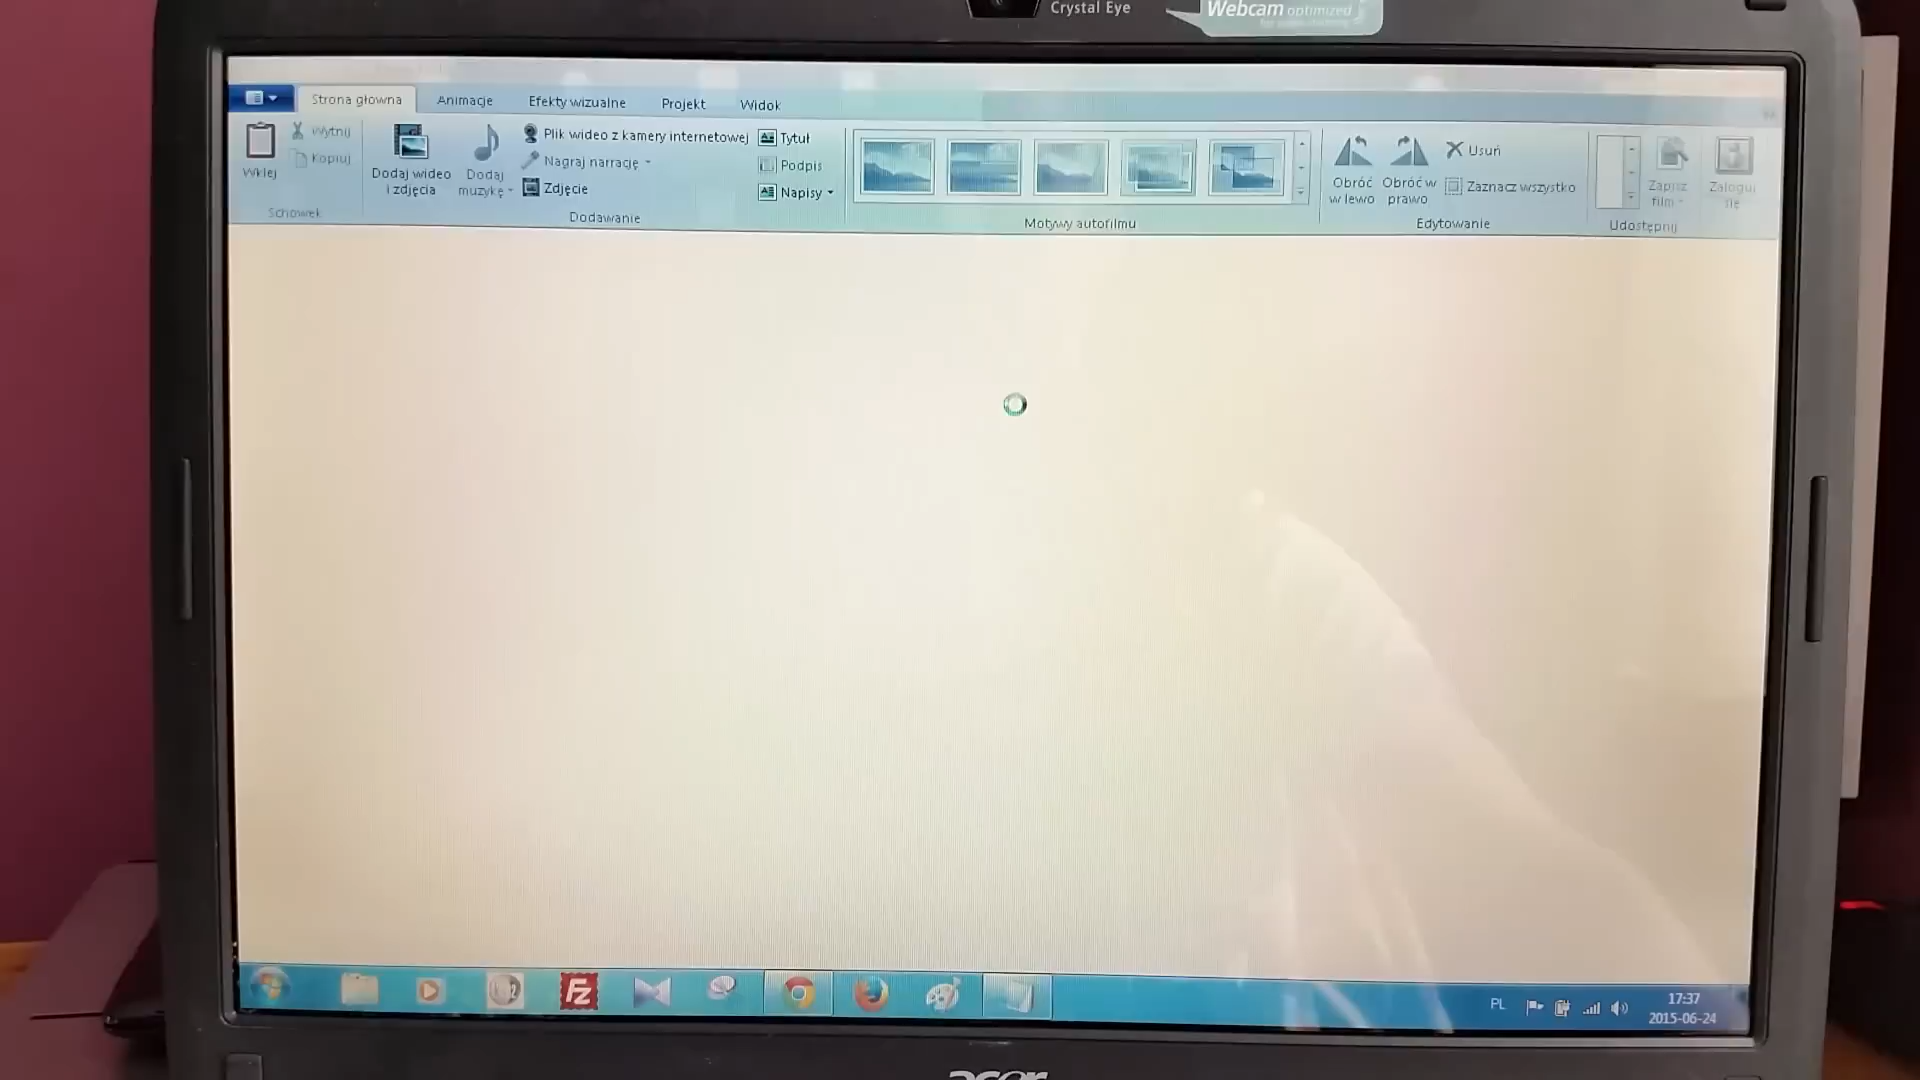 Crystal Eye
Webcam optimized
Strona główna Animacje Efekty wizualne Projekt Widok
Wklej
Wytnij
Kopiuj
Schowek
Dodaj wideo
i zdjęcia
Dodaj
muzykę
Plik wideo z kamery internetowej
Nagraj narrację
Zdjęcie
Tytuł
Podpis
Napisy
Dodawanie
Motywy autofilmu
Obróć
w lewo
Obróć w
prawo
Usuń
Zaznacz wszystko
Edytowanie
Zapisz
film
Zaloguj
się
Udostępnij
FZ
PL
17:37
2015-06-24
acer